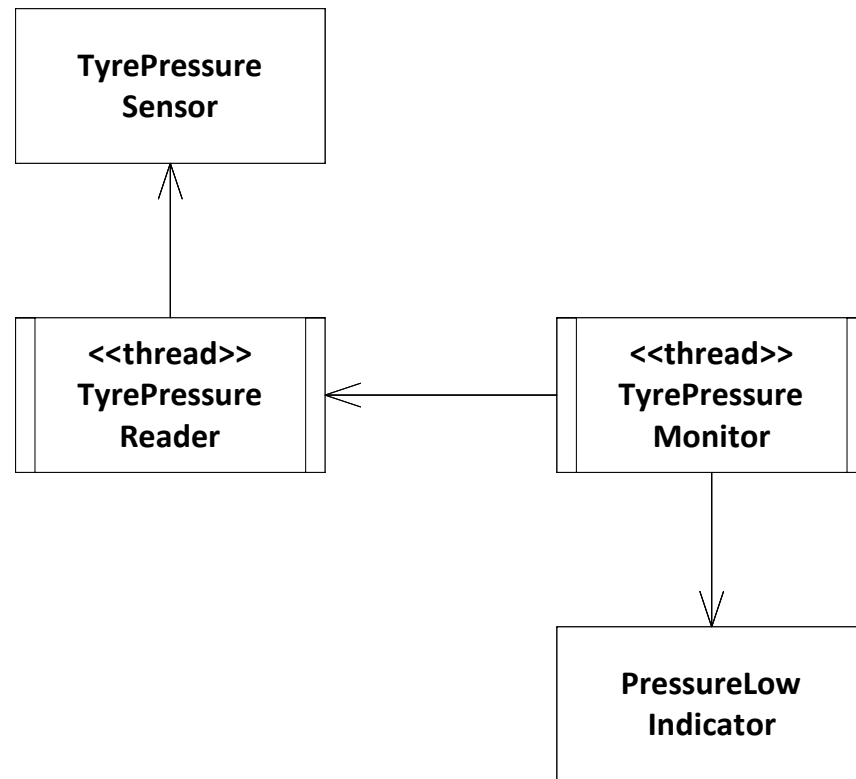 TyrePressure
Sensor
<<thread>>
TyrePressure
Reader
<<thread>>
TyrePressure
Monitor
PressureLow
Indicator